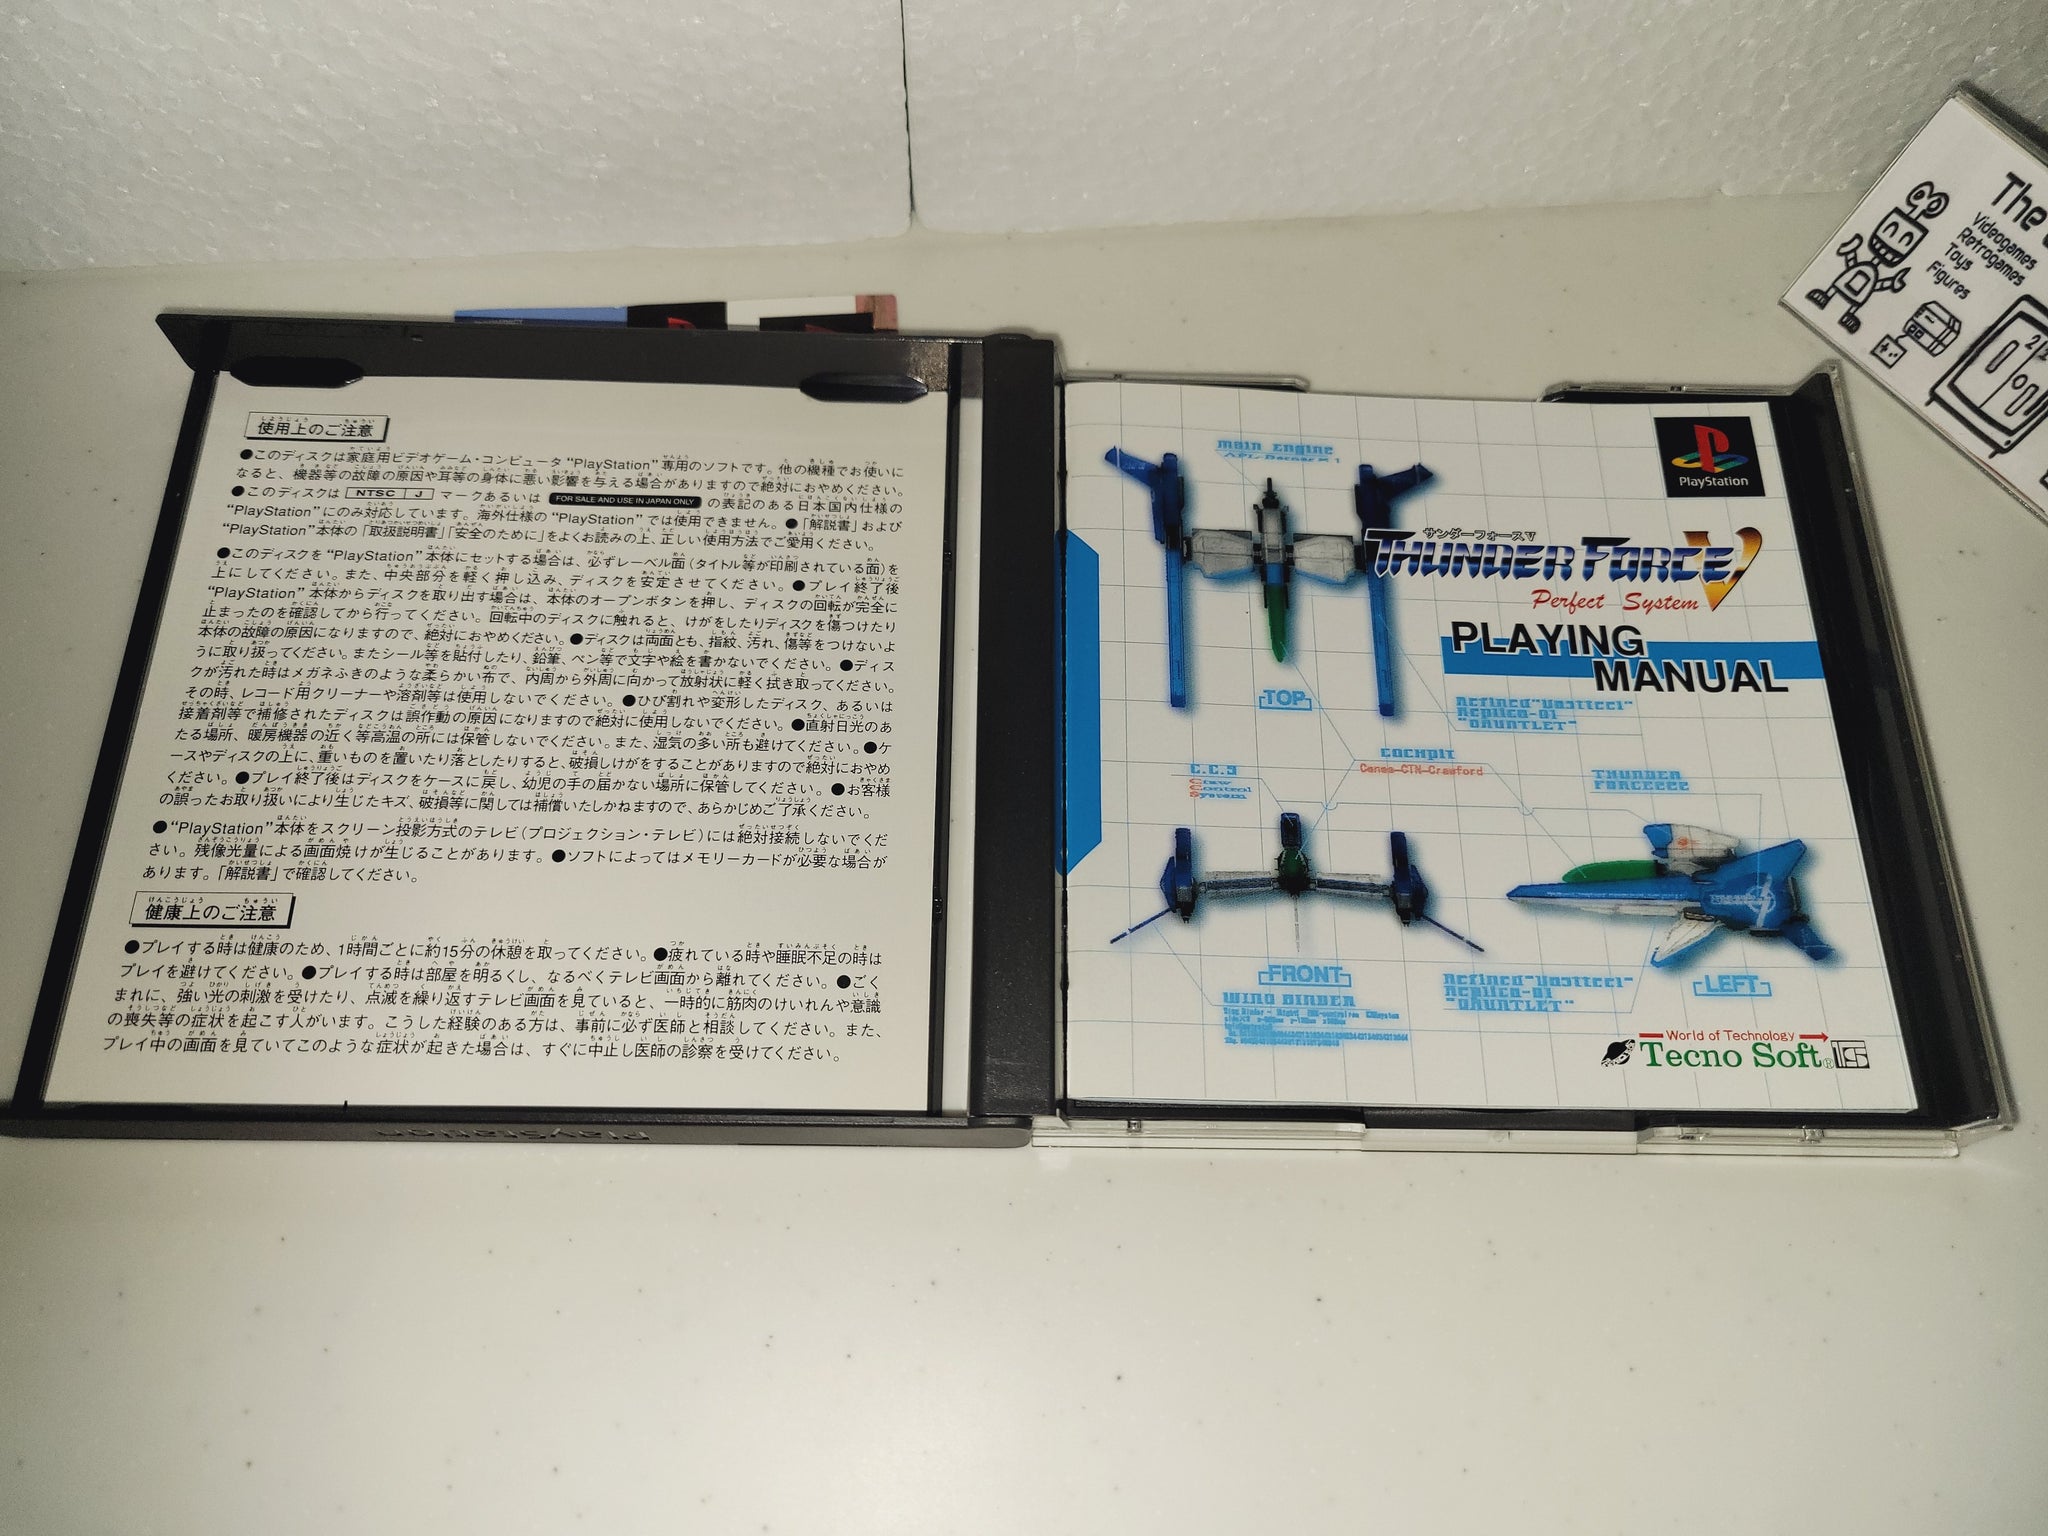 使用上のご注意
●このディスクは家庭用ビデオゲーム・コンピュータ“PlayStation”専用のソフトです。他の機種でお使いに
なると、機器等の故障の原因や耳等の身体に悪い影響を与える場合がありますので絶対におやめください。
●このディスクは NTSC J マークあるいは FOR SALE AND USE IN JAPAN ONLY の表記のある日本国内仕様の
“PlayStation”にのみ対応しています。海外仕様の“PlayStation”では使用できません。●「解説書」および
“PlayStation”本体の「取扱説明書」「安全のために」をよくお読みの上、正しい使用方法でご愛用ください。
●このディスクを“PlayStation”本体にセットする場合は、必ずレーベル面（タイトル等が印刷されている面）を
上にしてください。また、中央部分を軽く押し込み、ディスクを安定させてください。●プレイ終了後
“PlayStation”本体からディスクを取り出す場合は、本体のオープンボタンを押し、ディスクの回転が完全に
止まったのを確認してから行ってください。回転中のディスクに触れると、けがをしたりディスクを傷つけたり
本体の故障の原因になりますので、絶対におやめください。●ディスクは両面とも、指紋、汚れ、傷等をつけないよ
うに取り扱ってください。またシール等を貼付したり、鉛筆、ペン等で文字や絵を書かないでください。●ディス
クが汚れた時はメガネふきのような柔らかい布で、内周から外周に向かって放射状に軽く拭き取ってください。
その時、レコード用クリーナーや溶剤等は使用しないでください。●ひび割れや変形したディスク、あるいは
接着剤等で補修されたディスクは誤作動の原因になりますので絶対に使用しないでください。●直射日光のあ
たる場所、暖房機器の近く等高温の所には保管しないでください。また、湿気の多い所も避けてください。●ケ
ースやディスクの上に、重いものを置いたり落としたりすると、破損しけがをすることがありますので絶対におやめ
ください。●プレイ終了後はディスクをケースに戻し、幼児の手の届かない場所に保管してください。●お客様
の誤ったお取り扱いにより生じたキズ、破損等に関しては補償いたしかねますので、あらかじめご了承ください。
●“PlayStation”本体をスクリーン投影方式のテレビ（プロジェクション・テレビ）には絶対接続しないでくだ
さい。残像光量による画面焼けが生じることがあります。●ソフトによってはメモリーカードが必要な場合が
あります。「解説書」で確認してください。
健康上のご注意
●プレイする時は健康のため、1時間ごとに約15分の休憩を取ってください。●疲れている時や睡眠不足の時は
プレイを避けてください。●プレイする時は部屋を明るくし、なるべくテレビ画面から離れてください。●ごく
まれに、強い光の刺激を受けたり、点滅を繰り返すテレビ画面を見ていると、一時的に筋肉のけいれんや意識
の喪失等の症状を起こす人がいます。こうした経験のある方は、事前に必ず医師と相談してください。また、
プレイ中の画面を見ていてこのような症状が起きた場合は、すぐに中止し医師の診察を受けてください。
PlayStation
Main Engine
PlayStation
サンダーフォースV
THUNDER FORCE V
Perfect System
PLAYING
MANUAL
TOP
Replica-01
"GAUNTLET"
COCKPIT
Cenes-CTN-Crawford
C.C.S
Claw
Control
System
THUNDER
FRONT
WING BINDER
Replica-01
"GAUNTLET"
LEFT
World of Technology
Tecno Soft®
The
Videogames
Retrogames
Toys
Figures